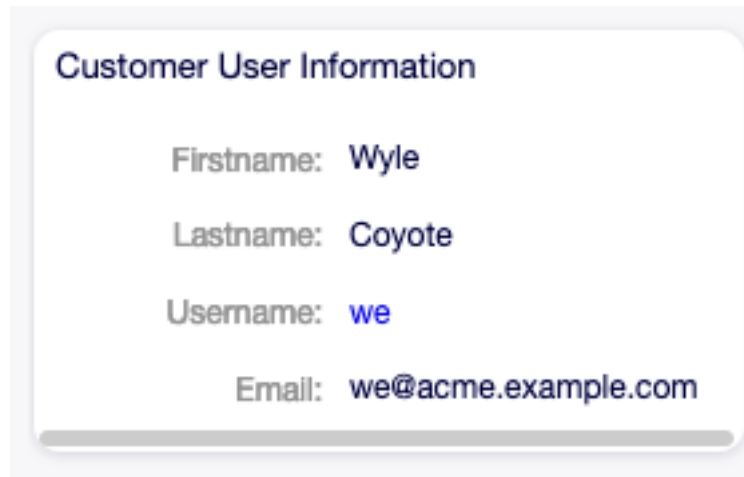 Customer User Information
Firstname: Wyle
Lastname: Coyote
Username: we
Email: we@acme.example.com